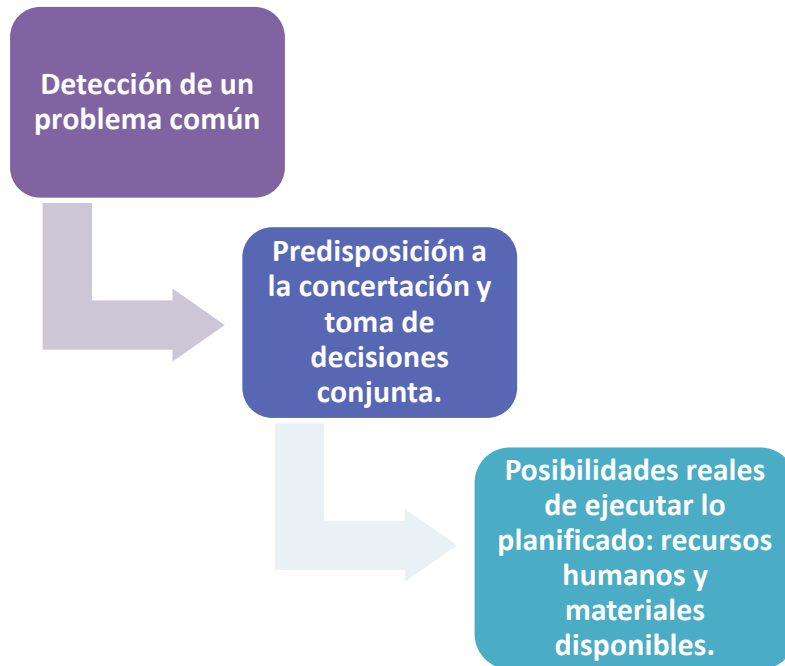 Detección de un
problema común
Predisposición a
la concertación y
toma de
decisiones
conjunta.
Posibilidades reales
de ejecutar lo
planificado: recursos
humanos y
materiales
disponibles.